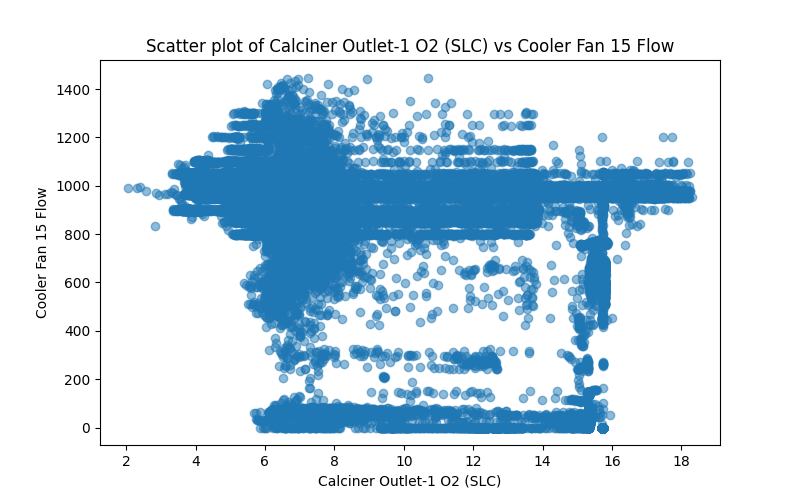 Scatter plot of Calciner Outlet-1 O2 (SLC) vs Cooler Fan 15 Flow
1400
1200
1000
800
600
400
200
0
Cooler Fan 15 Flow
2 4 6 8 10 12 14 16 18
Calciner Outlet-1 O2 (SLC)